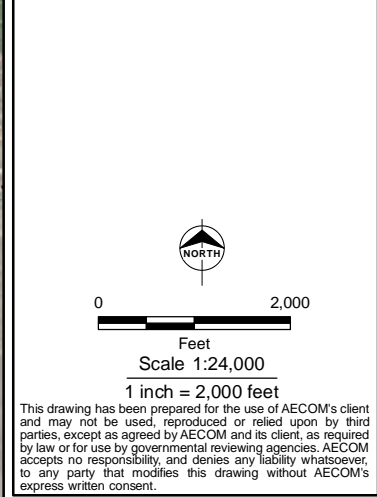 NORTH
0 2,000
Feet
Scale 1:24,000
1 inch = 2,000 feet
This drawing has been prepared for the use of AECOM's client
and may not be used, reproduced or relied upon by third
parties, except as agreed by AECOM and its client, as required
by law or for use by governmental reviewing agencies. AECOM
accepts no responsibility, and denies any liability whatsoever,
to any party that modifies this drawing without AECOM's
express written consent.